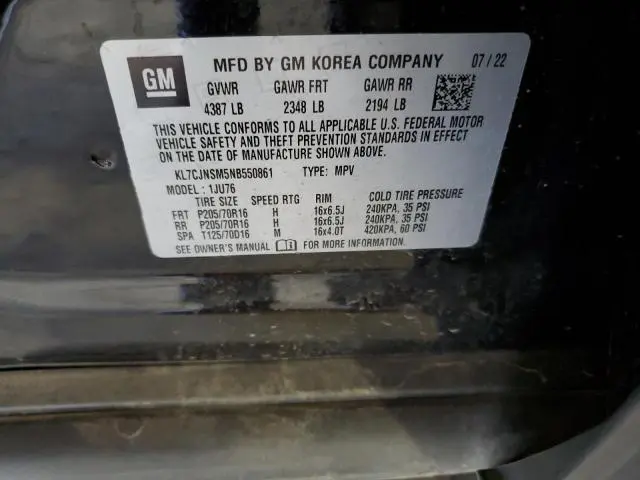 GM MFD BY GM KOREA COMPANY 07/22
GVWR GAWR FRT GAWR RR
4387 LB 2348 LB 2194 LB
THIS VEHICLE CONFORMS TO ALL APPLICABLE U.S. FEDERAL MOTOR
VEHICLE SAFETY AND THEFT PREVENTION STANDARDS IN EFFECT
ON THE DATE OF MANUFACTURE SHOWN ABOVE.
KL7CJNSM5NB550861 TYPE: MPV
MODEL: 1JU76
TIRE SIZE SPEED RTG RIM COLD TIRE PRESSURE
FRT P205/70R16 H 16x6.5J 240KPA, 35 PSI
RR P205/70R16 H 16x6.5J 240KPA, 35 PSI
SPA T125/70D16 M 16x4.0T 420KPA, 60 PSI
SEE OWNER'S MANUAL FOR MORE INFORMATION.